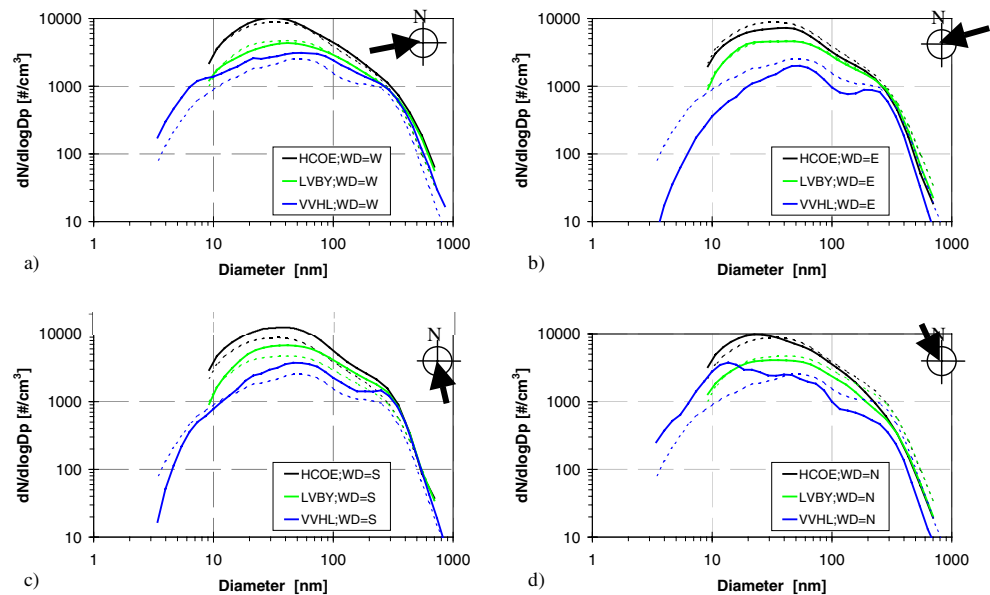 N
10000
1000
100
10
1
10
100
1000
dN/dlogDp [#/cm³]
HCOE;WD=W
LVBY;WD=W
VVHL;WD=W
a)
Diameter [nm]
N
10000
1000
100
10
1
10
100
1000
dN/dlogDp [#/cm³]
HCOE;WD=E
LVBY;WD=E
VVHL;WD=E
b)
Diameter [nm]
N
10000
1000
100
10
1
10
100
1000
dN/dlogDp [#/cm³]
HCOE;WD=S
LVBY;WD=S
VVHL;WD=S
c)
Diameter [nm]
N
10000
1000
100
10
1
10
100
1000
dN/dlogDp [#/cm³]
HCOE;WD=N
LVBY;WD=N
VVHL;WD=N
d)
Diameter [nm]